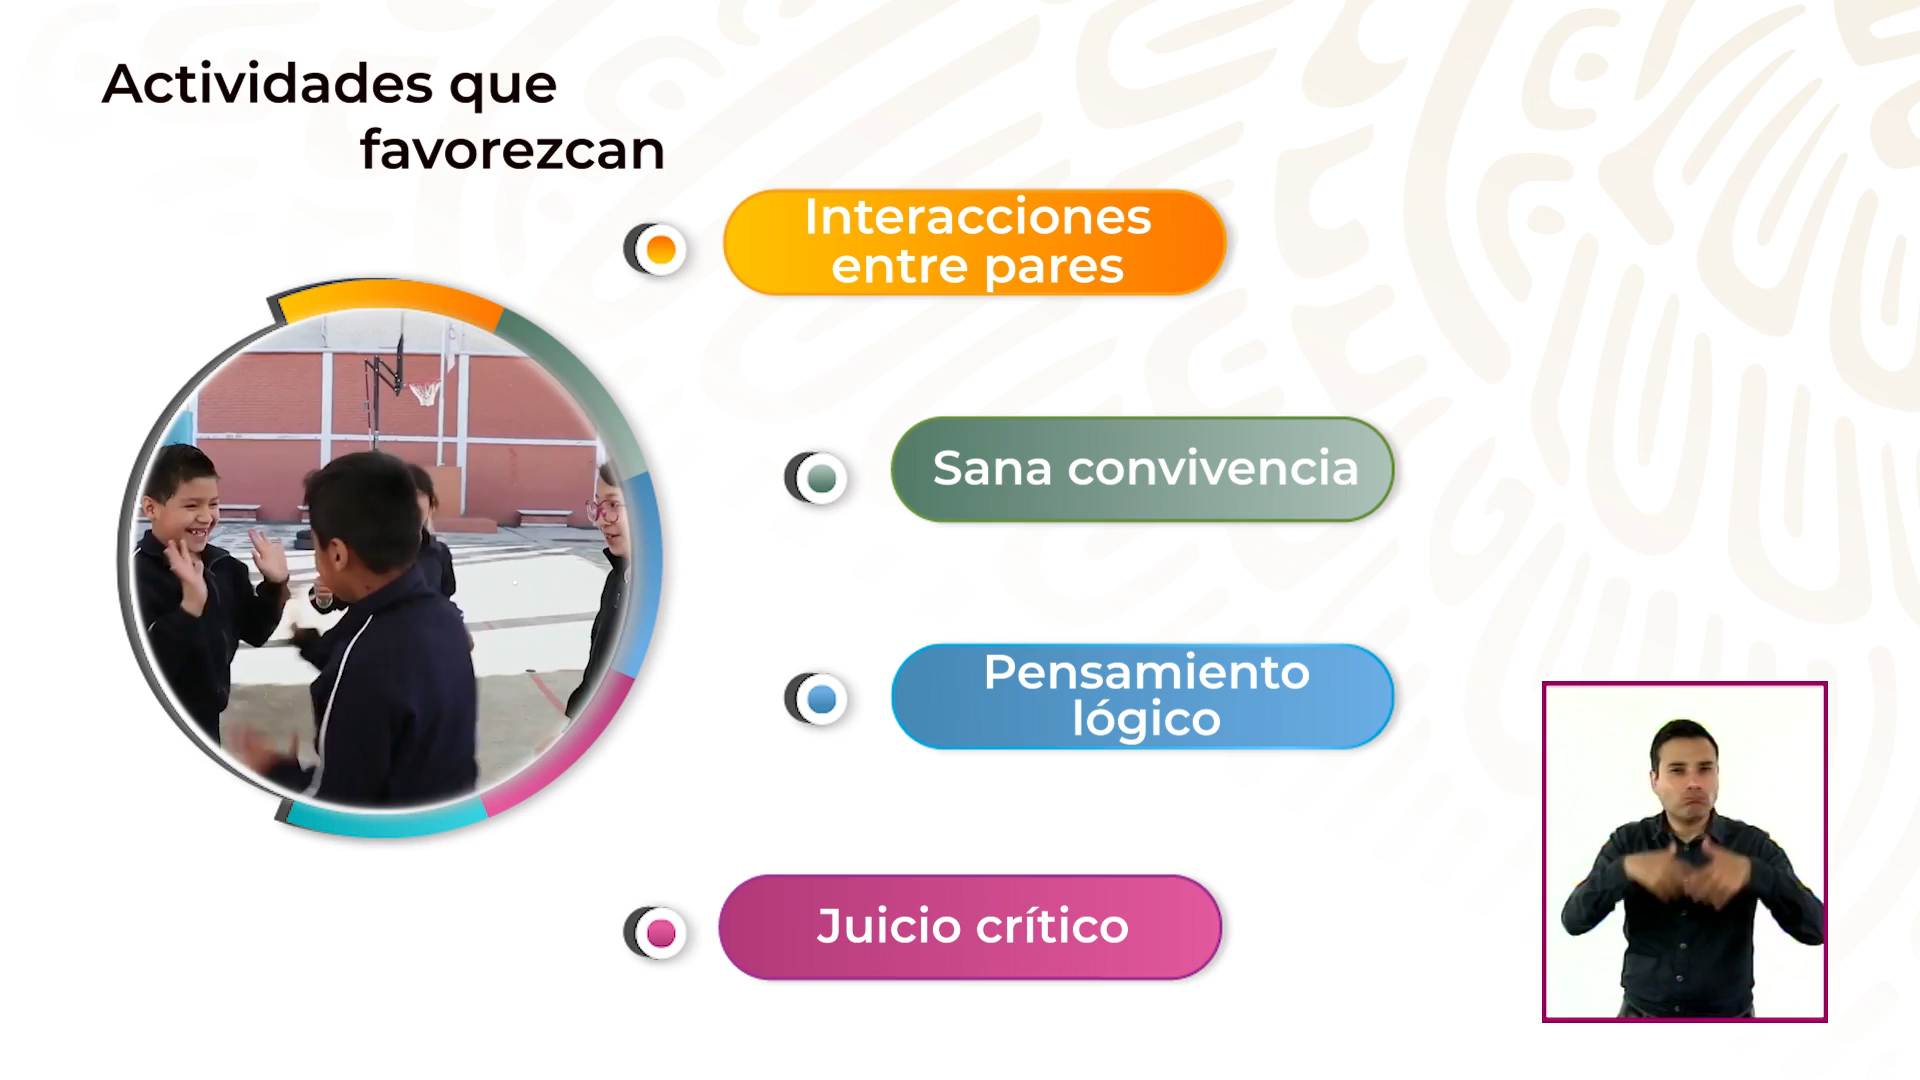 Actividades que
favorezcan
Interacciones
entre pares
Sana convivencia
Pensamiento
lógico
Juicio crítico